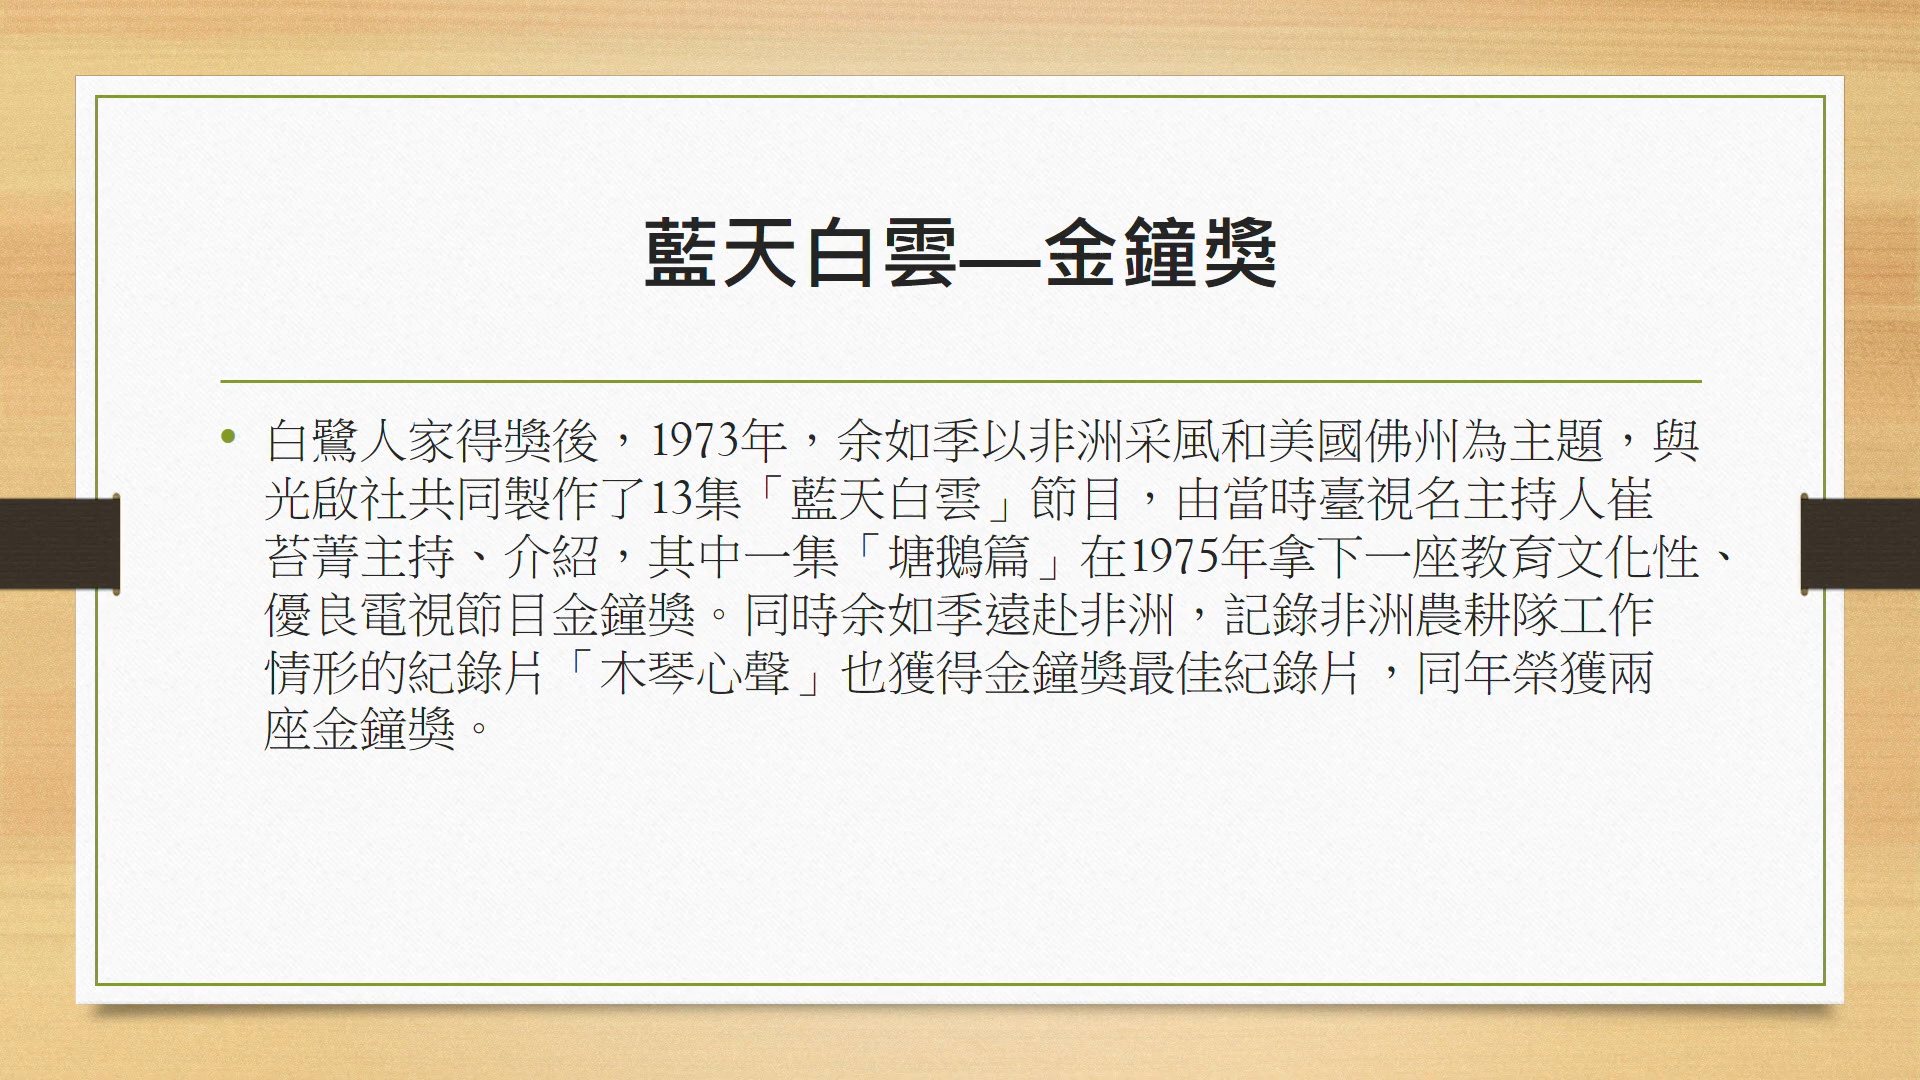 藍天白雲—金鐘獎
• 白鷺人家得獎後，1973年，余如季以非洲采風和美國佛州為主題，與
光啟社共同製作了13集「藍天白雲」節目，由當時臺視名主持人崔
苔菁主持、介紹，其中一集「塘鵝篇」在1975年拿下一座教育文化性、
優良電視節目金鐘獎。同時余如季遠赴非洲，記錄非洲農耕隊工作
情形的紀錄片「木琴心聲」也獲得金鐘獎最佳紀錄片，同年榮獲兩
座金鐘獎。